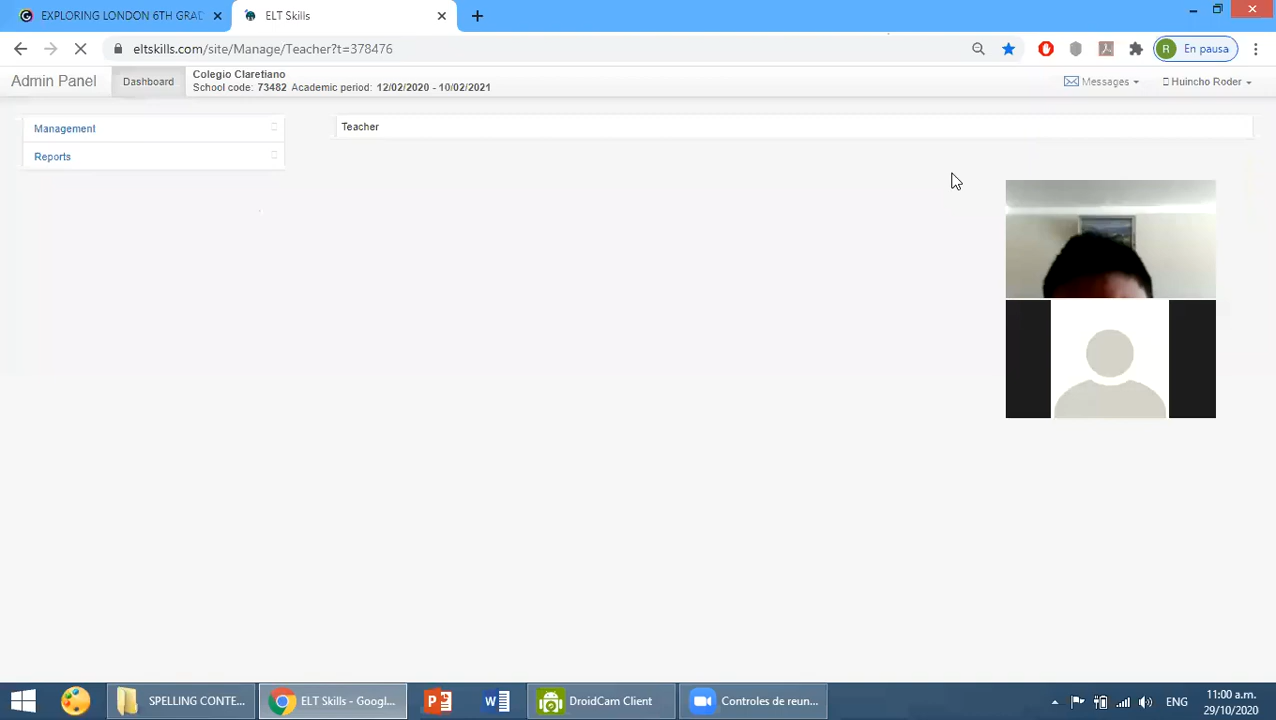 EXPLORING LONDON 6TH GRAD
ELT Skills
eltskills.com/site/Manage/Teacher?t=378476
R En pausa
Admin Panel
Dashboard
Colegio Claretiano
School code: 73482 Academic period: 12/02/2020 - 10/02/2021
Messages
Huincho Roder
Management
Reports
Teacher
SPELLING CONTE...
ELT Skills - Googl...
DroidCam Client
Controles de reun...
ENG
11:00 a.m.
29/10/2020